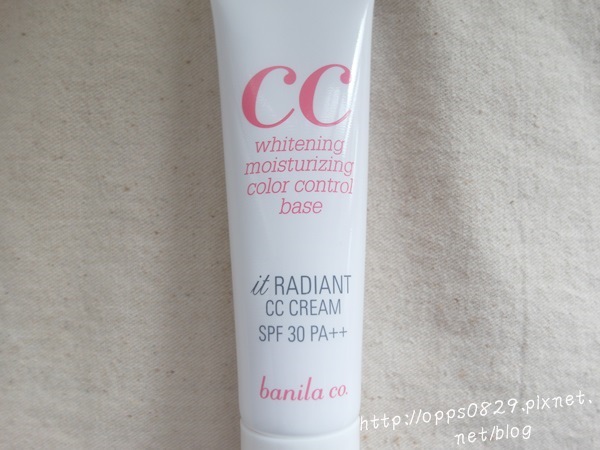 CC
whitening
moisturizing
color control
base
it RADIANT
CC CREAM
SPF 30 PA++
banila co.
http://opps0829.pixnet.
net/blog